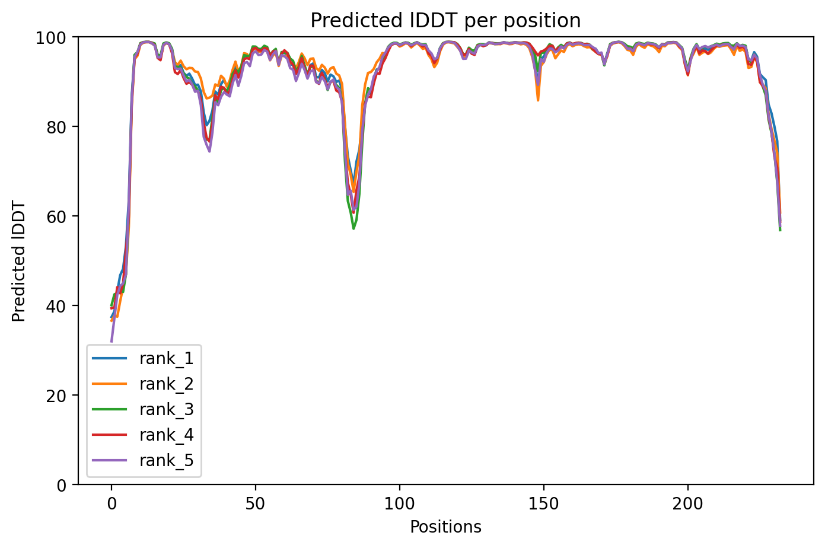 Predicted lDDT per position
100
80
60
40
20
0
Predicted lDDT
rank_1
rank_2
rank_3
rank_4
rank_5
0 50 100 150 200
Positions